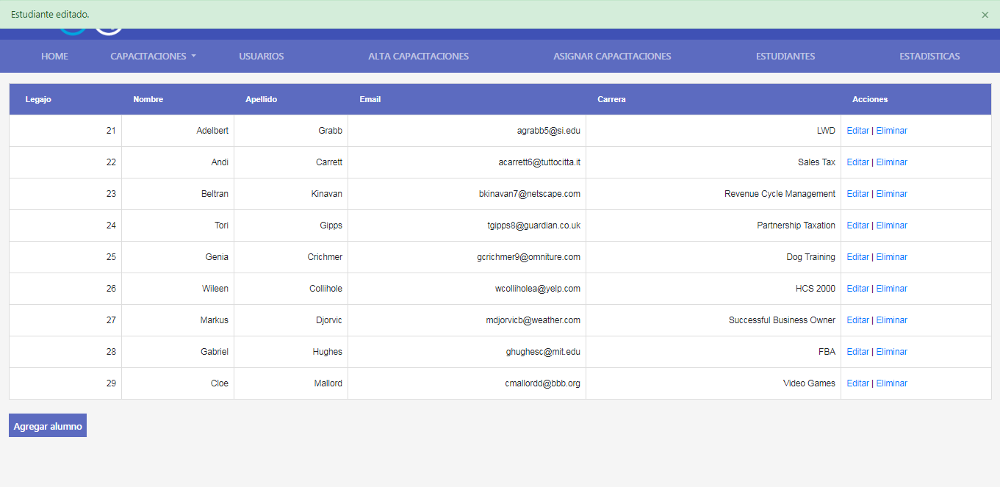 Estudiante editado. ×
HOME CAPACITACIONES USUARIOS ALTA CAPACITACIONES ASIGNAR CAPACITACIONES ESTUDIANTES ESTADISTICAS
Legajo Nombre Apellido Email Carrera Acciones
21 Adelbert Grabb agrabb5@si.edu LWD Editar | Eliminar
22 Andi Carrett acarrett6@tuttocitta.it Sales Tax Editar | Eliminar
23 Beltran Kinavan bkinavan7@netscape.com Revenue Cycle Management Editar | Eliminar
24 Tori Gipps tgipps8@guardian.co.uk Partnership Taxation Editar | Eliminar
25 Genia Crichmer gcrichmer9@omniture.com Dog Training Editar | Eliminar
26 Wileen Collihole wcolliholea@yelp.com HCS 2000 Editar | Eliminar
27 Markus Djorvic mdjorvicb@weather.com Successful Business Owner Editar | Eliminar
28 Gabriel Hughes ghughesc@mit.edu FBA Editar | Eliminar
29 Cloe Mallord cmallordd@bbb.org Video Games Editar | Eliminar
Agregar alumno